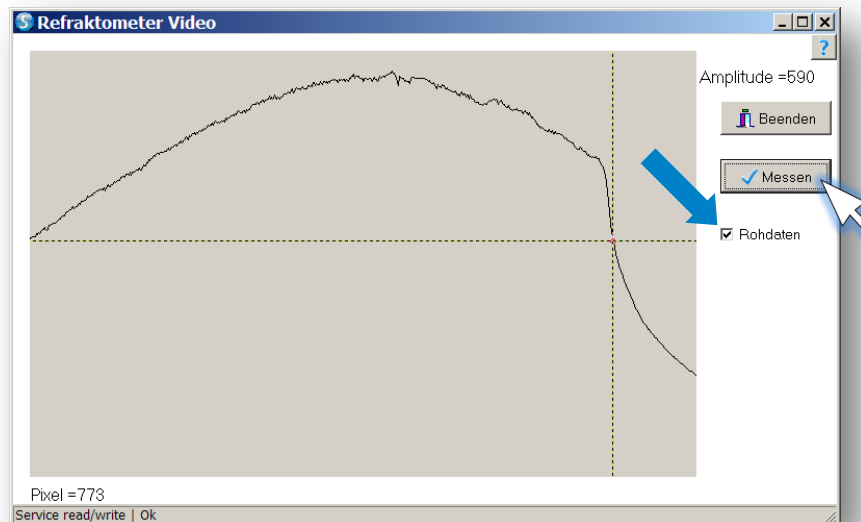 Refraktometer Video
?
Amplitude =590
Beenden
Messen
Rohdaten
Pixel =773
Service read/write | Ok